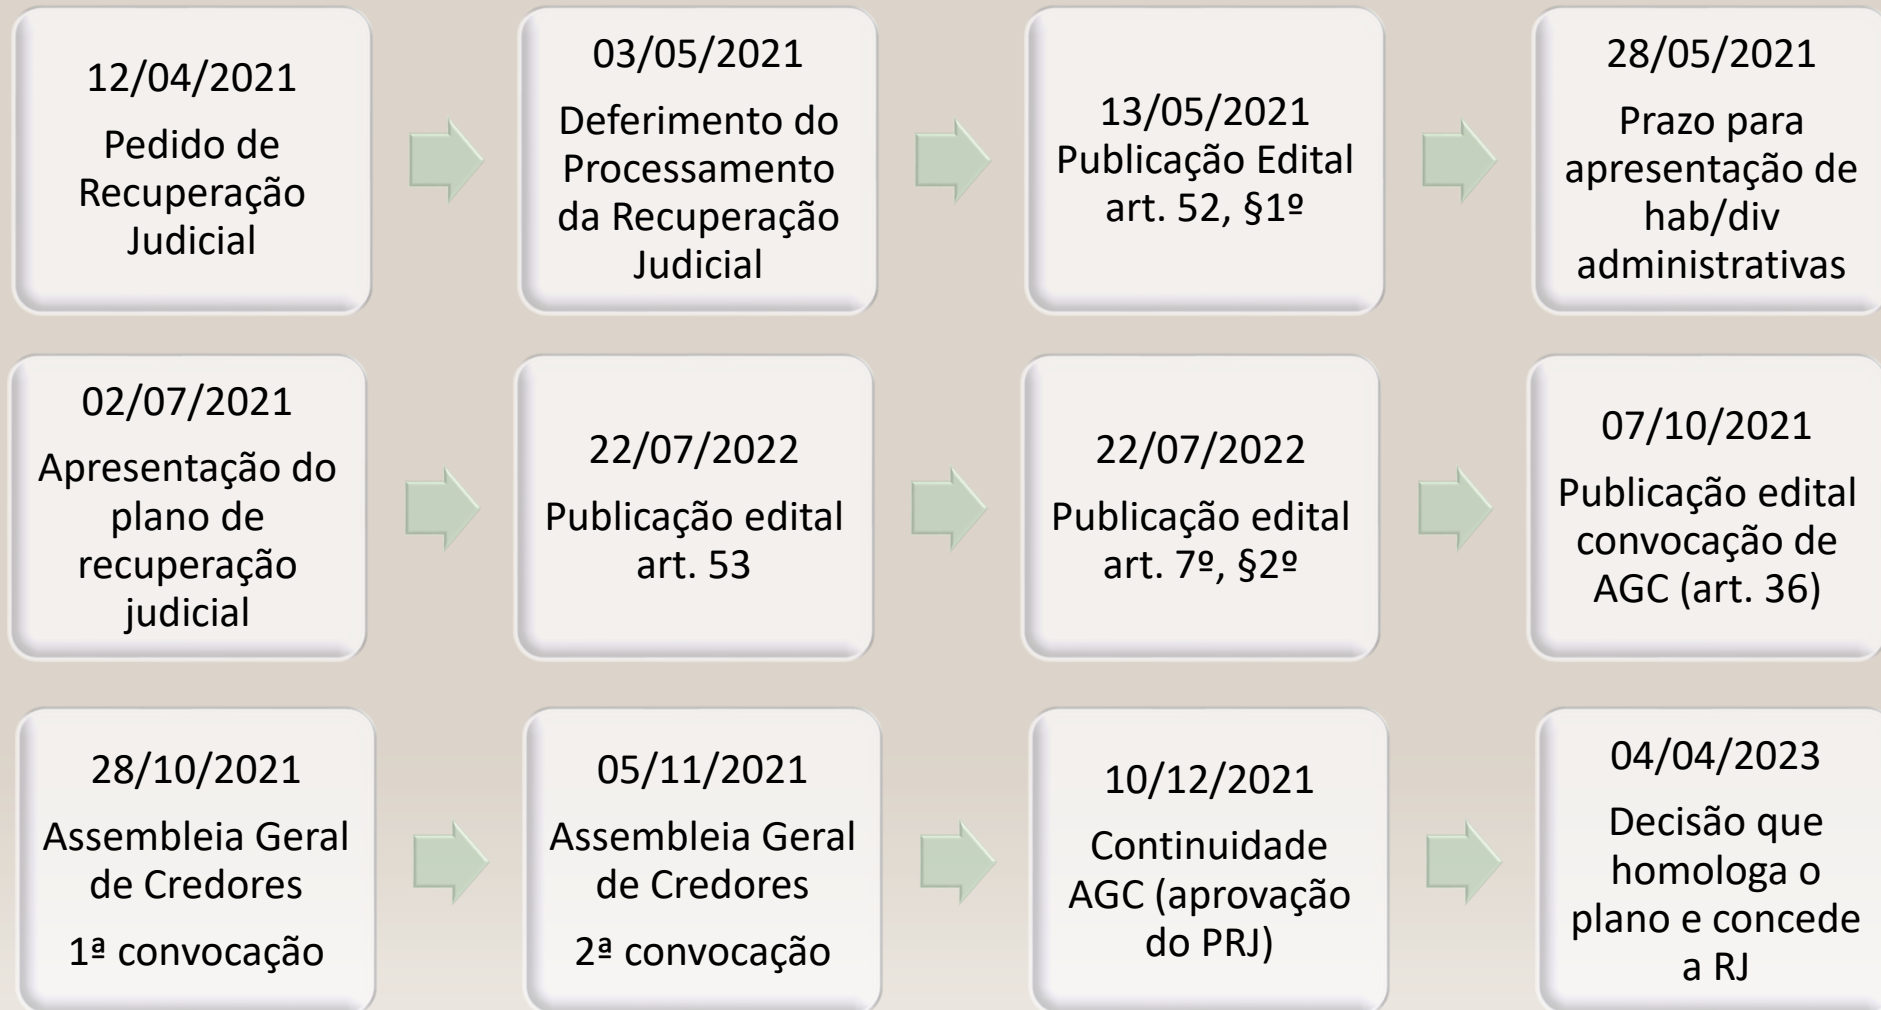 12/04/2021
Pedido de
Recuperação
Judicial
03/05/2021
Deferimento do
Processamento
da Recuperação
Judicial
13/05/2021
Publicação Edital
art. 52, §1º
28/05/2021
Prazo para
apresentação de
hab/div
administrativas
02/07/2021
Apresentação do
plano de
recuperação
judicial
22/07/2022
Publicação edital
art. 53
22/07/2022
Publicação edital
art. 7º, §2º
07/10/2021
Publicação edital
convocação de
AGC (art. 36)
28/10/2021
Assembleia Geral
de Credores
1ª convocação
05/11/2021
Assembleia Geral
de Credores
2ª convocação
10/12/2021
Continuidade
AGC (aprovação
do PRJ)
04/04/2023
Decisão que
homologa o
plano e concede
a RJ